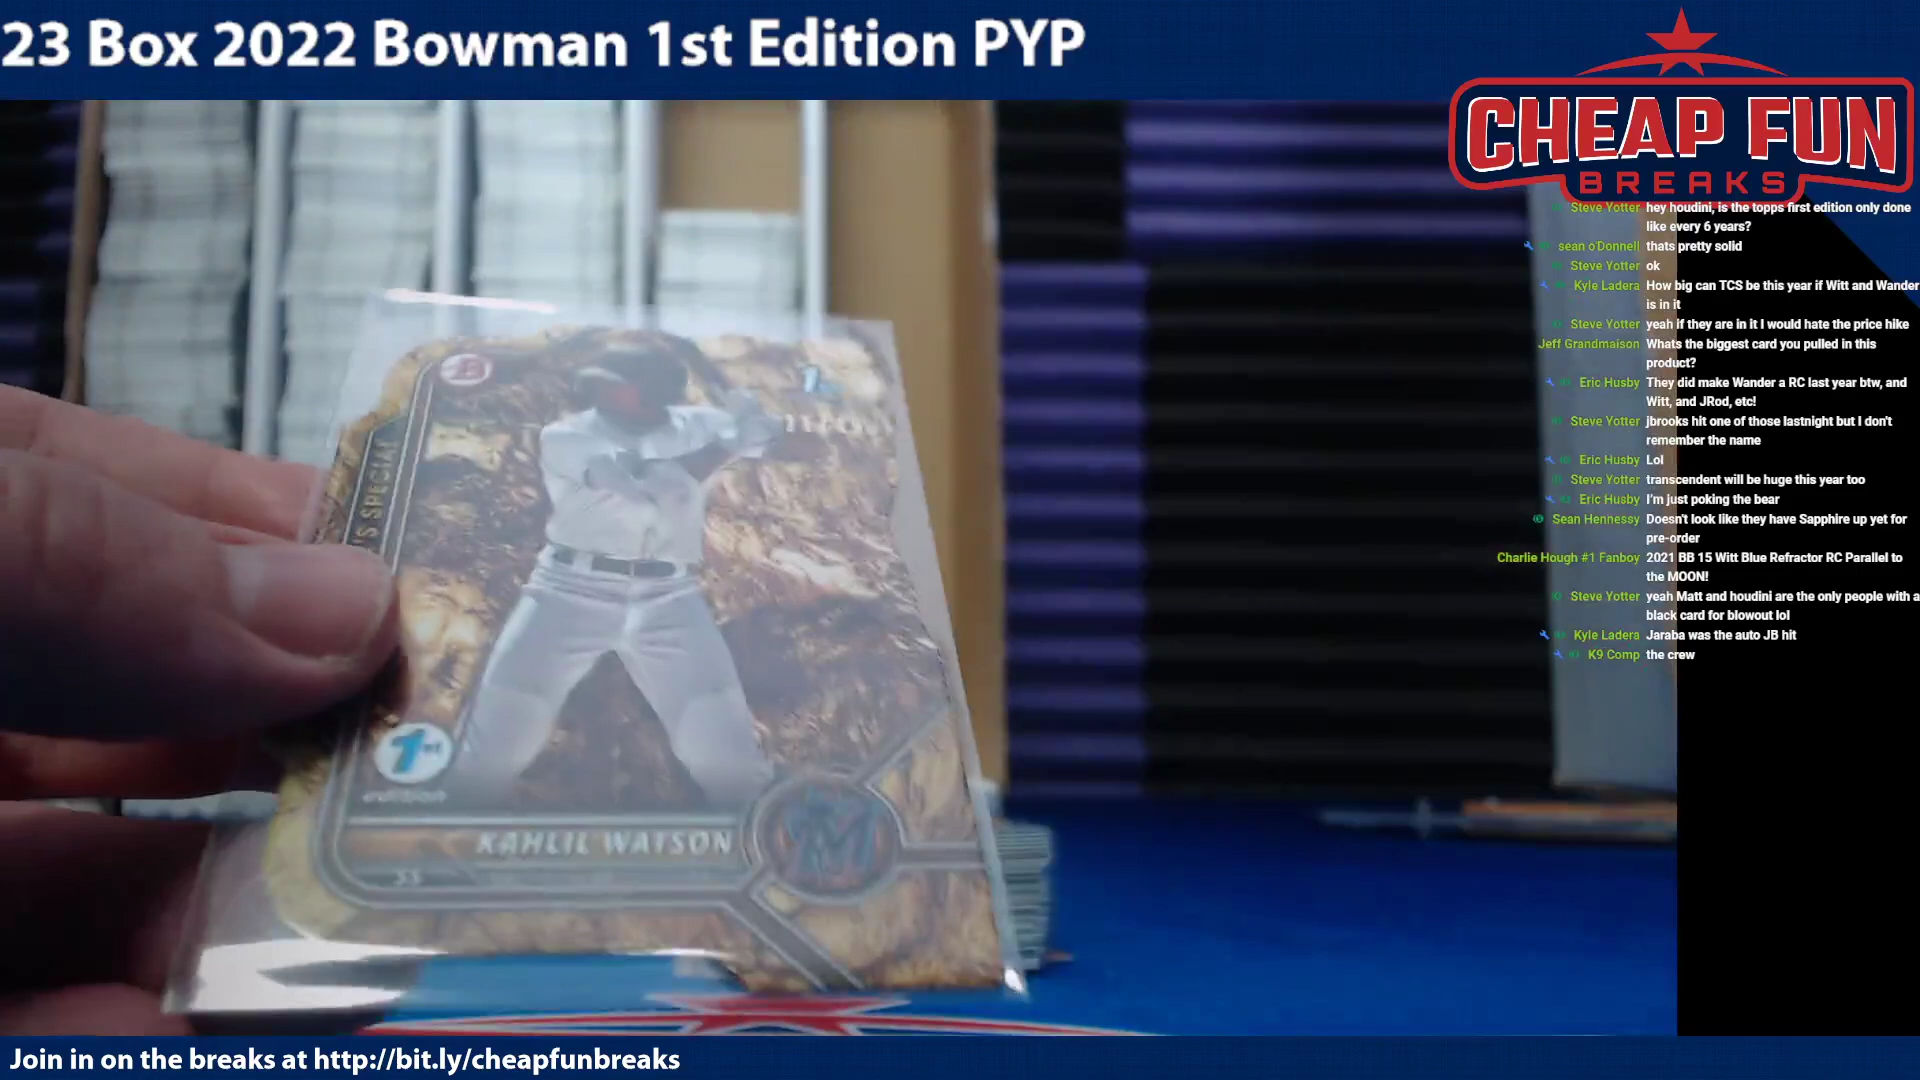 23 Box 2022 Bowman 1st Edition PYP
CHEAP FUN
BREAKS
Steve Yotter hey houdini, is the topps first edition only done
like every 6 years?
sean o'Donnell thats pretty solid
Steve Yotter ok
Kyle Ladera How big can TCS be this year if Witt and Wander
is in it
Steve Yotter yeah if they are in it I would hate the price hike
Jeff Grandmaison Whats the biggest card you pulled in this
product?
Eric Husby They did make Wander a RC last year btw, and
Witt, and JRod, etc!
Steve Yotter jbrooks hit one of those lastnight but I don't
remember the name
Eric Husby Lol
Steve Yotter transcendent will be huge this year too
Eric Husby I'm just poking the bear
Sean Hennessy Doesn't look like they have Sapphire up yet for
pre-order
Charlie Hough #1 Fanboy 2021 BB 15 Witt Blue Refractor RC Parallel to
the MOON!
Steve Yotter yeah Matt and houdini are the only people with a
black card for blowout lol
Kyle Ladera Jaraba was the auto JB hit
K9 Comp the crew
1st
SPECIAL
1st
edition
KAHLIL WATSON
SS
M
Join in on the breaks at http://bit.ly/cheapfunbreaks